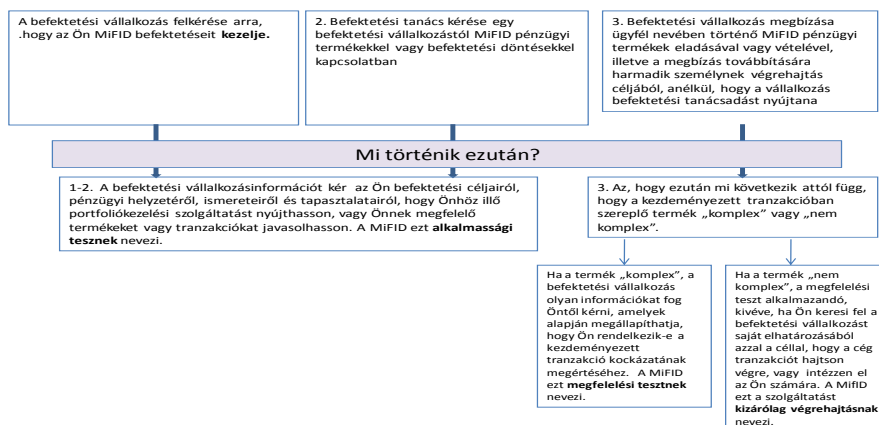 A befektetési vállalkozás felkérése arra,
.hogy az Ön MiFID befektetéseit kezelje.
2. Befektetési tanács kérése egy
befektetési vállalkozástól MiFID pénzügyi
termékekkel vagy befektetési döntésekkel
kapcsolatban
3. Befektetési vállalkozás megbízása
ügyfél nevében történő MiFID pénzügyi
termékek eladásával vagy vételével,
illetve a megbízás továbbítására
harmadik személynek végrehajtás
céljából, anélkül, hogy a vállalkozás
befektetési tanácsadást nyújtana
Mi történik ezután?
1-2. A befektetési vállalkozásinformációt kér az Ön befektetési céljairól,
pénzügyi helyzetéről, ismereteiről és tapasztalatairól, hogy Önhöz illő
portfoliókezelési szolgáltatást nyújthasson, vagy Önnek megfelelő
termékeket vagy tranzakciókat javasolhasson. A MiFID ezt alkalmassági
tesznek nevezi.
3. Az, hogy ezután mi következik attól függ,
hogy a kezdeményezett tranzakcióban
szereplő termék „komplex” vagy „nem
komplex”.
Ha a termék „komplex”, a
befektetési vállalkozás
olyan információkat fog
Öntől kérni, amelyek
alapján megállapíthatja,
hogy Ön rendelkezik-e a
kezdeményezett
tranzakció kockázatának
megértéséhez. A MiFID
ezt megfelelési tesztnek
nevezi.
Ha a termék „nem
komplex”, a megfelelési
teszt alkalmazandó,
kivéve, ha Ön keresi fel a
befektetési vállalkozást
saját elhatározásából
azzal a céllal, hogy a cég
tranzakciót hajtson
végre, vagy intézzen el
az Ön számára. A MifID
ezt a szolgáltatást
kizárólag végrehajtásnak
nevezi.